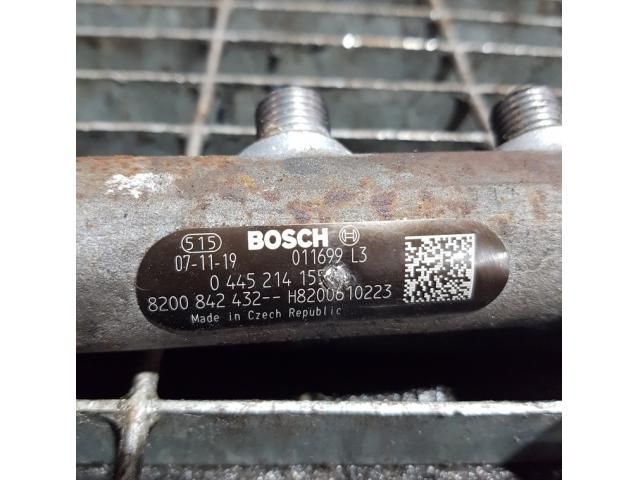 515 BOSCH
07-11-19 011699 L3
0 445 214 155
8200 842 432-- H8200610223
Made in Czech Republic